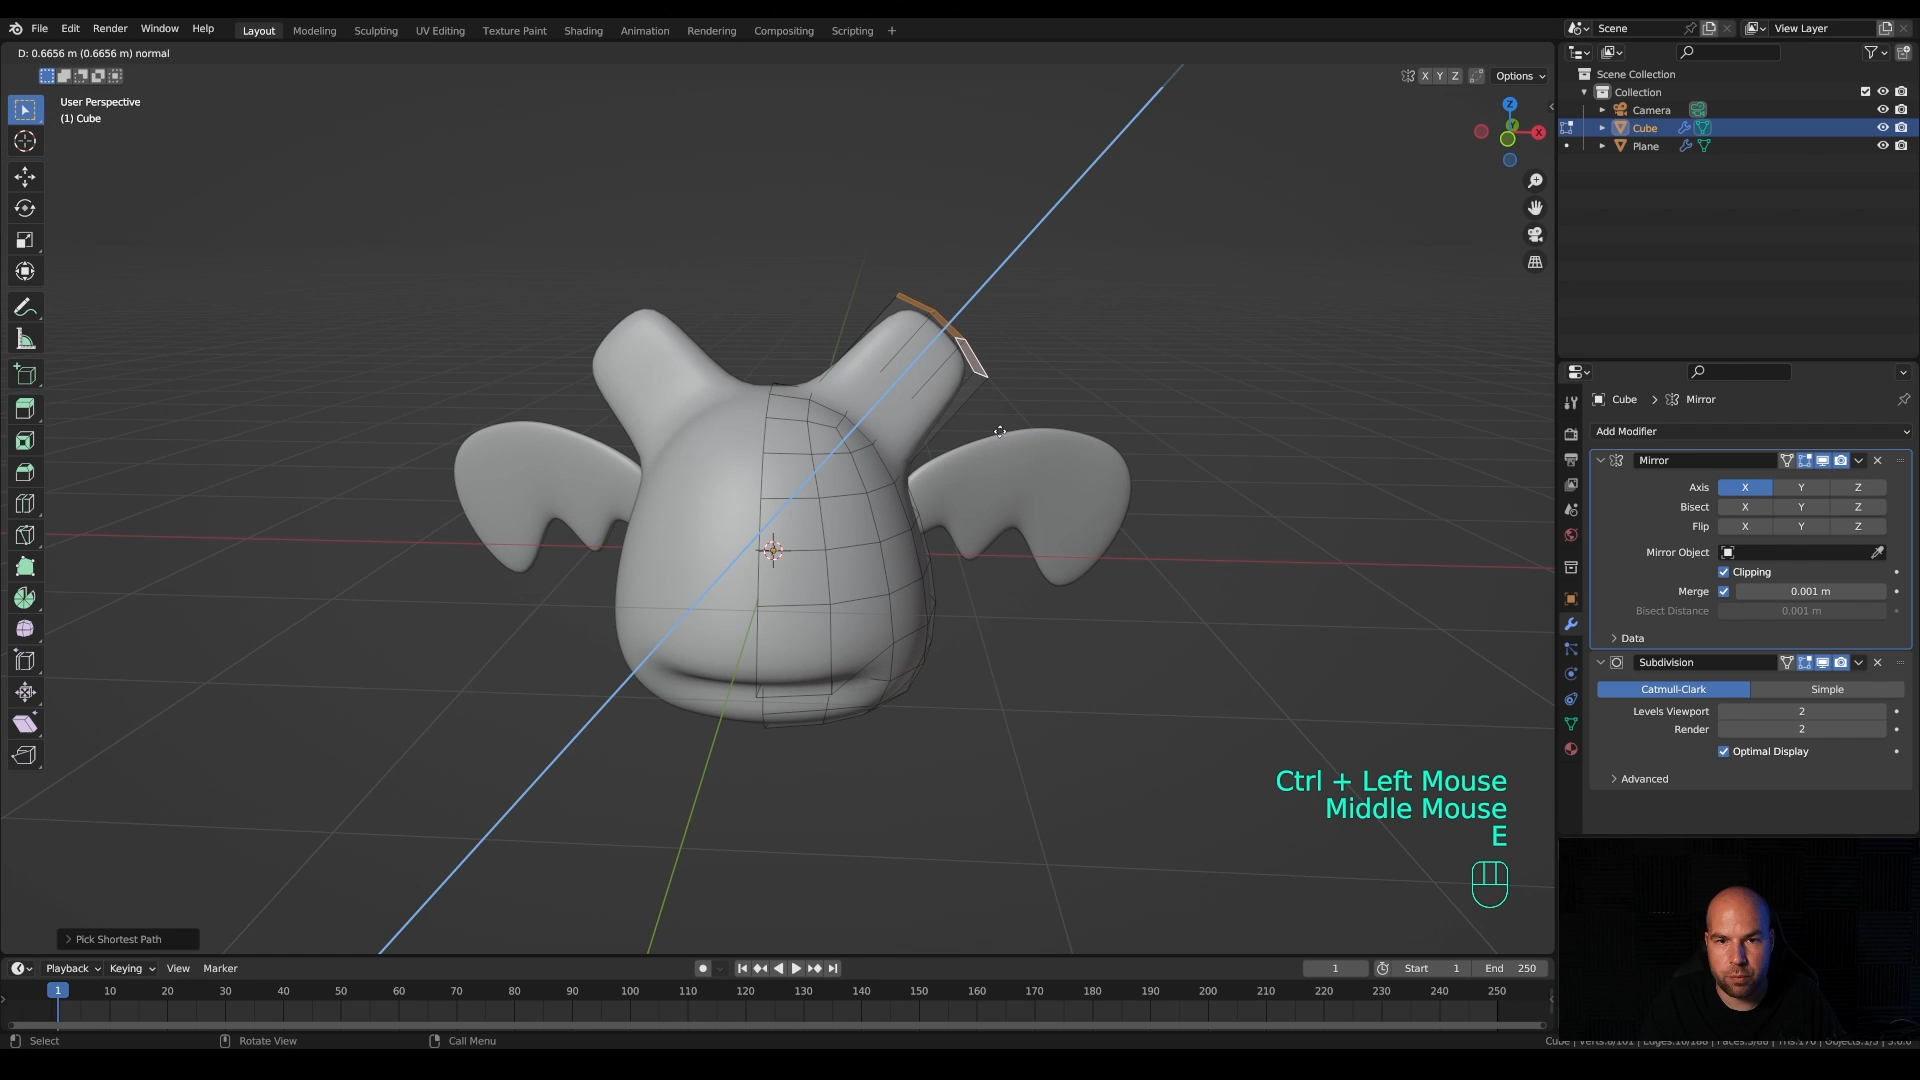 File Edit Render Window Help Layout Modeling Sculpting UV Editing Texture Paint Shading Animation Rendering Compositing Scripting + Scene View Layer
D: 0.6656 m (0.6656 m) normal
X Y Z Options
User Perspective
(1) Cube
Z
X
Scene Collection
Collection
Camera
Cube
Plane
Cube > Mirror
Add Modifier
Mirror
Axis X Y Z
Bisect X Y Z
Flip X Y Z
Mirror Object
Clipping
Merge 0.001 m
Bisect Distance 0.001 m
Data
Subdivision
Catmull-Clark Simple
Levels Viewport 2
Render 2
Optimal Display
Advanced
Ctrl + Left Mouse
Middle Mouse
E
Pick Shortest Path
Playback Keying View Marker 1 Start 1 End 250
1 10 20 30 40 50 60 70 80 90 100 110 120 130 140 150 160 170 180 190 200 210 220 230 240 250
Select Rotate View Call Menu